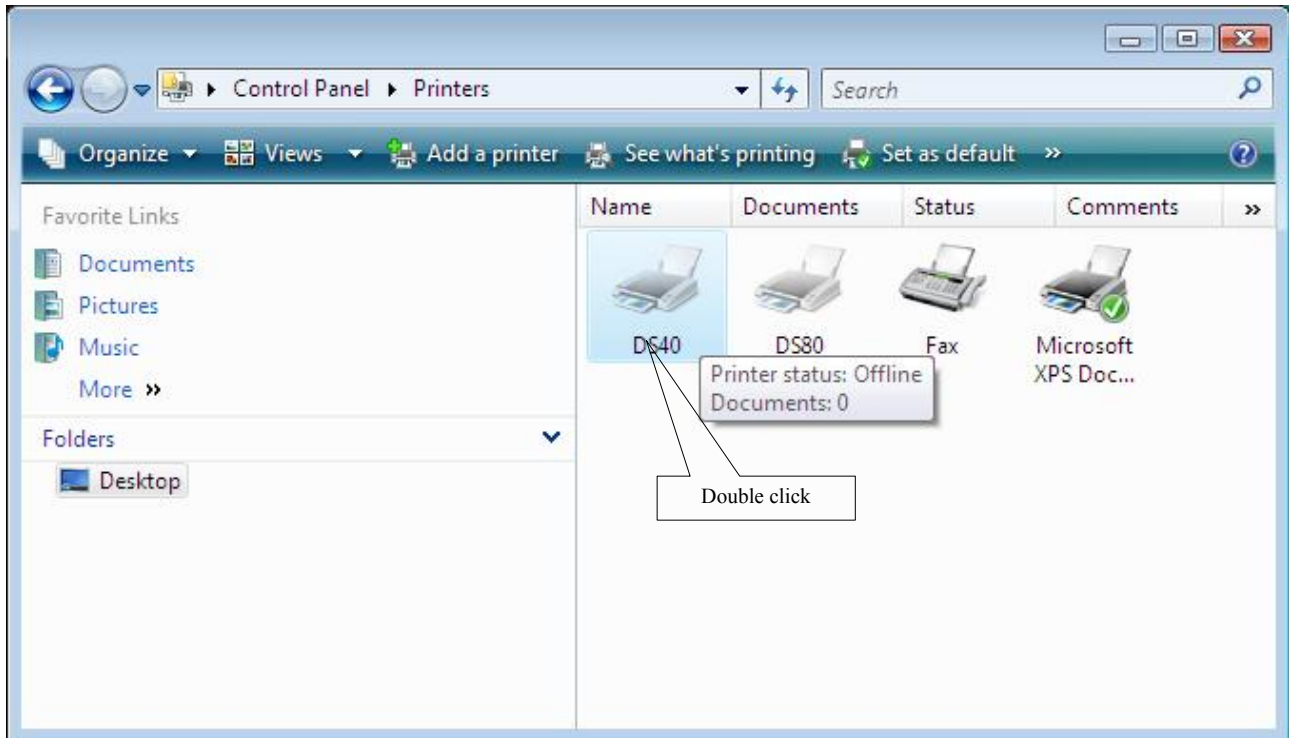 Control Panel Printers Search
Organize Views Add a printer See what's printing Set as default »
Favorite Links
Documents
Pictures
Music
More »
Folders
Desktop
Name Documents Status Comments »
DS40 DS80 Fax Microsoft
XPS Doc...
Printer status: Offline
Documents: 0
Double click